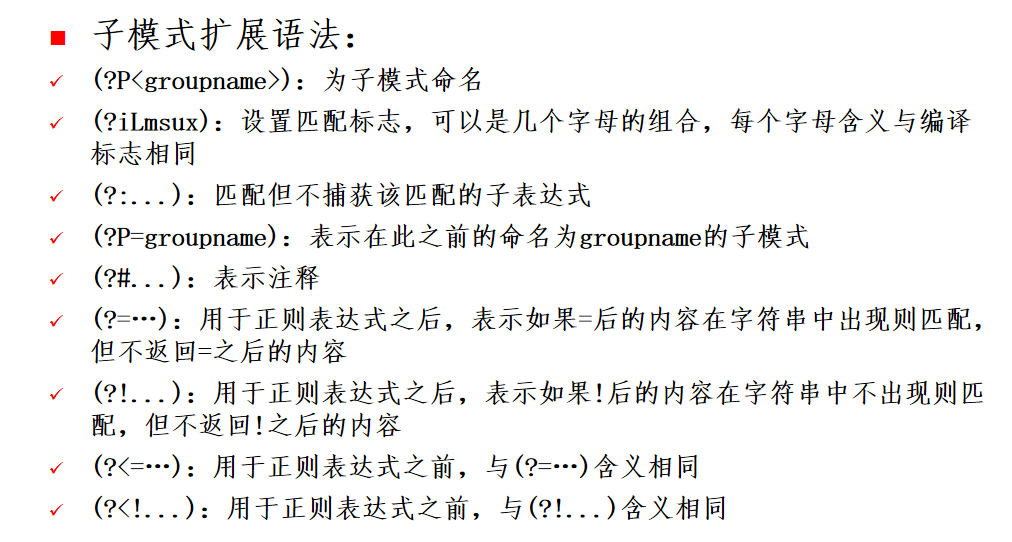 子模式扩展语法：
(?P<groupname>)：为子模式命名
(?iLmsux)：设置匹配标志，可以是几个字母的组合，每个字母含义与编译
标志相同
(?:...)：匹配但不捕获该匹配的子表达式
(?P=groupname)：表示在此之前的命名为groupname的子模式
(?#...)：表示注释
(?=…)：用于正则表达式之后，表示如果=后的内容在字符串中出现则匹配，
但不返回=之后的内容
(?!...)：用于正则表达式之后，表示如果!后的内容在字符串中不出现则匹
配，但不返回!之后的内容
(?<=…)：用于正则表达式之前，与(?=…)含义相同
(?<!...)：用于正则表达式之前，与(?!...)含义相同